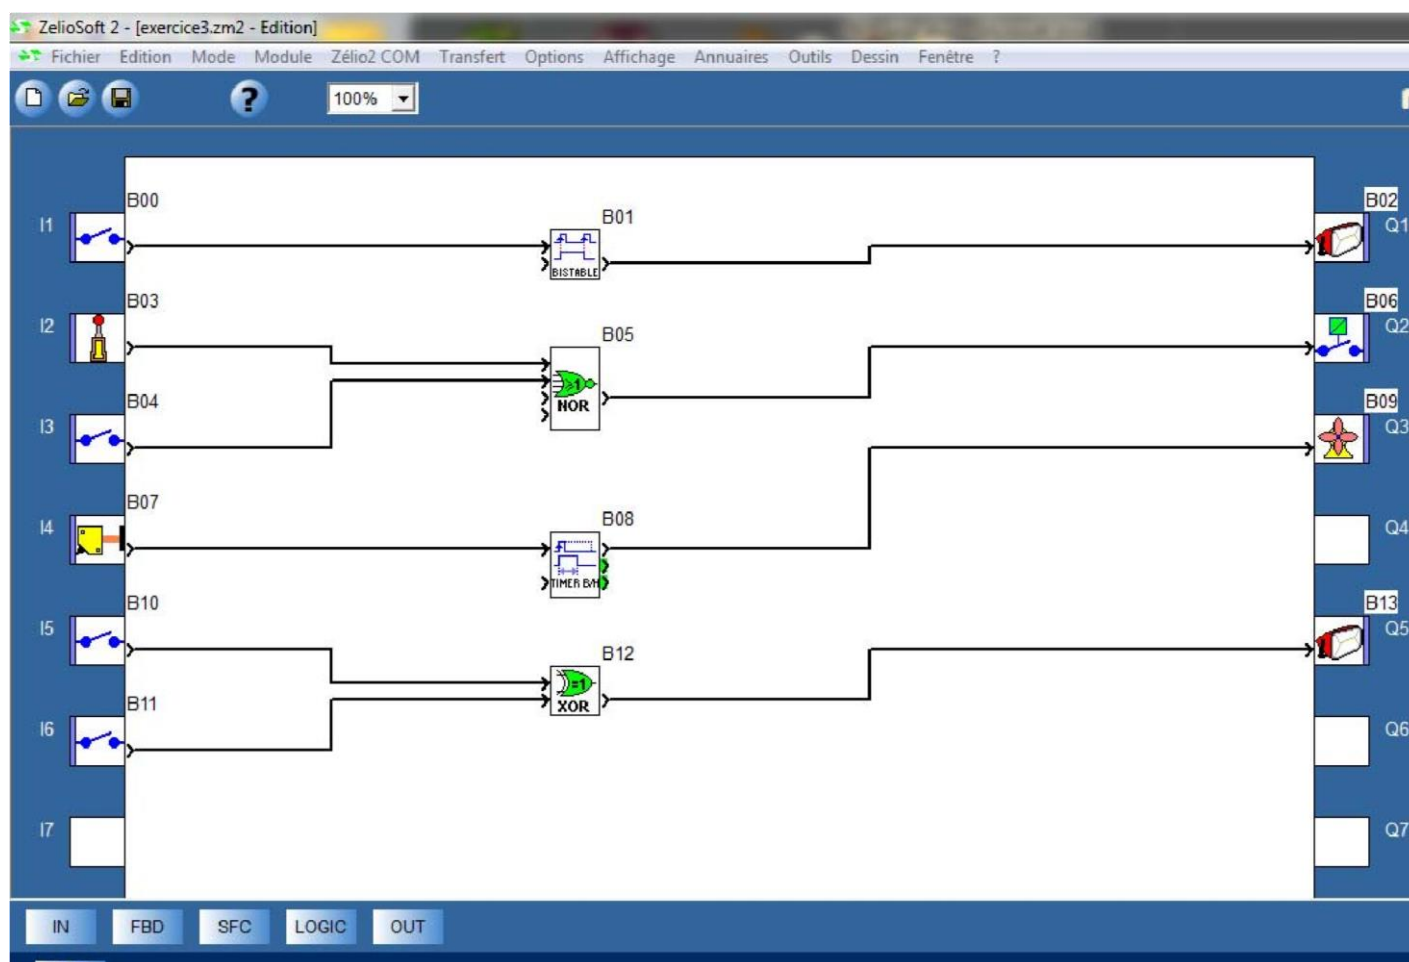 ZelioSoft 2 - [exercice3.zm2 - Edition]
Fichier Edition Mode Module Zélio2 COM Transfert Options Affichage Annuaires Outils Dessin Fenêtre ?
? 100%
B00 B02
I1 B01 Q1
BISTABLE
B03 B06
I2 B05 Q2
B04 B09
I3 ≥1 NOR Q3
B07
I4 B08 Q4
TIMER B/H
B10 B13
I5 B12 Q5
B11 =1 XOR
I6 Q6
I7 Q7
IN FBD SFC LOGIC OUT